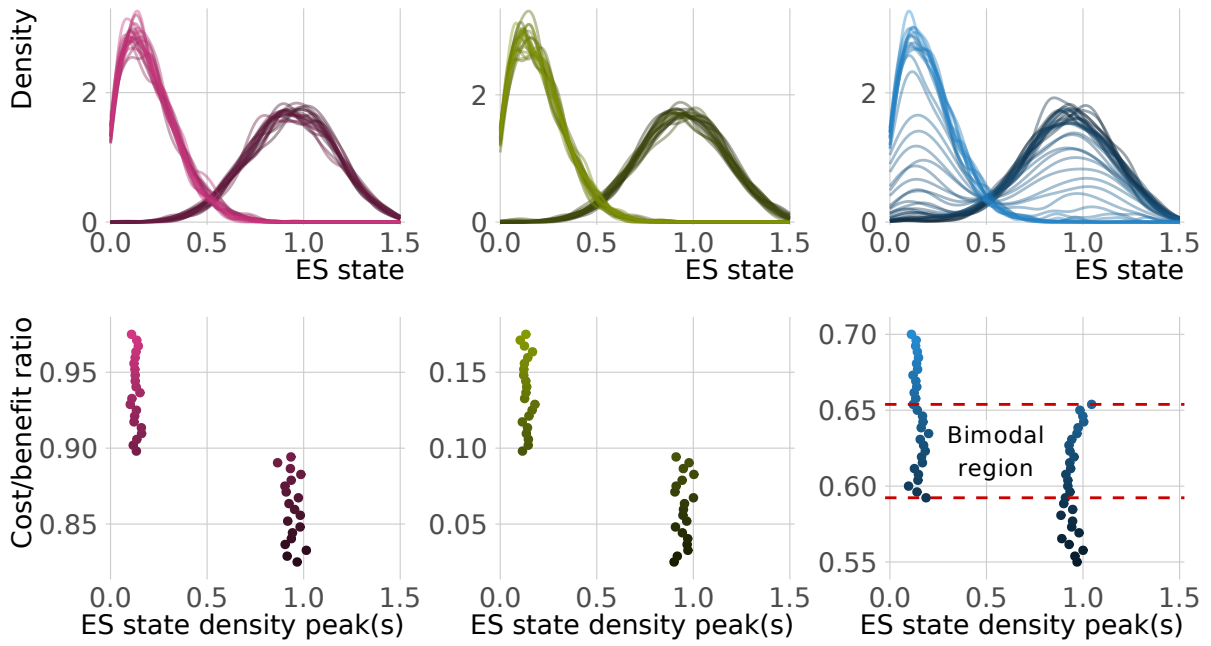 Density
2
0
0.0 0.5 1.0 1.5
ES state
2
0
0.0 0.5 1.0 1.5
ES state
2
0
0.0 0.5 1.0 1.5
ES state
Cost/benefit ratio
0.95
0.90
0.85
0.0 0.5 1.0 1.5
ES state density peak(s)
0.15
0.10
0.05
0.0 0.5 1.0 1.5
ES state density peak(s)
0.70
0.65
0.60
0.55
Bimodal
region
0.0 0.5 1.0 1.5
ES state density peak(s)